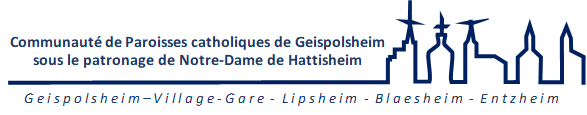 Communauté de Paroisses catholiques de Geispolsheim
sous le patronage de Notre-Dame de Hattisheim
Geispolsheim–Village-Gare - Lipsheim - Blaesheim - Entzheim